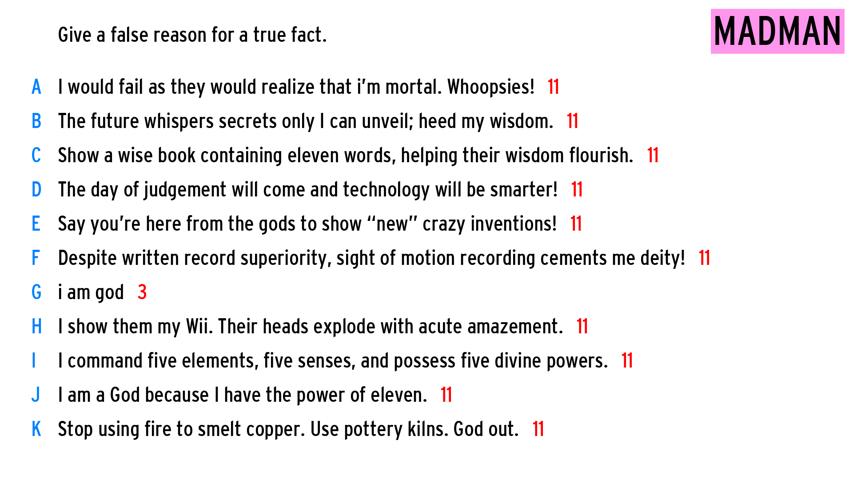 Give a false reason for a true fact.
MADMAN
A I would fail as they would realize that i'm mortal. Whoopsies! 11
B The future whispers secrets only I can unveil; heed my wisdom. 11
C Show a wise book containing eleven words, helping their wisdom flourish. 11
D The day of judgement will come and technology will be smarter! 11
E Say you're here from the gods to show “new” crazy inventions! 11
F Despite written record superiority, sight of motion recording cements me deity! 11
G i am god 3
H I show them my Wii. Their heads explode with acute amazement. 11
I I command five elements, five senses, and possess five divine powers. 11
J I am a God because I have the power of eleven. 11
K Stop using fire to smelt copper. Use pottery kilns. God out. 11